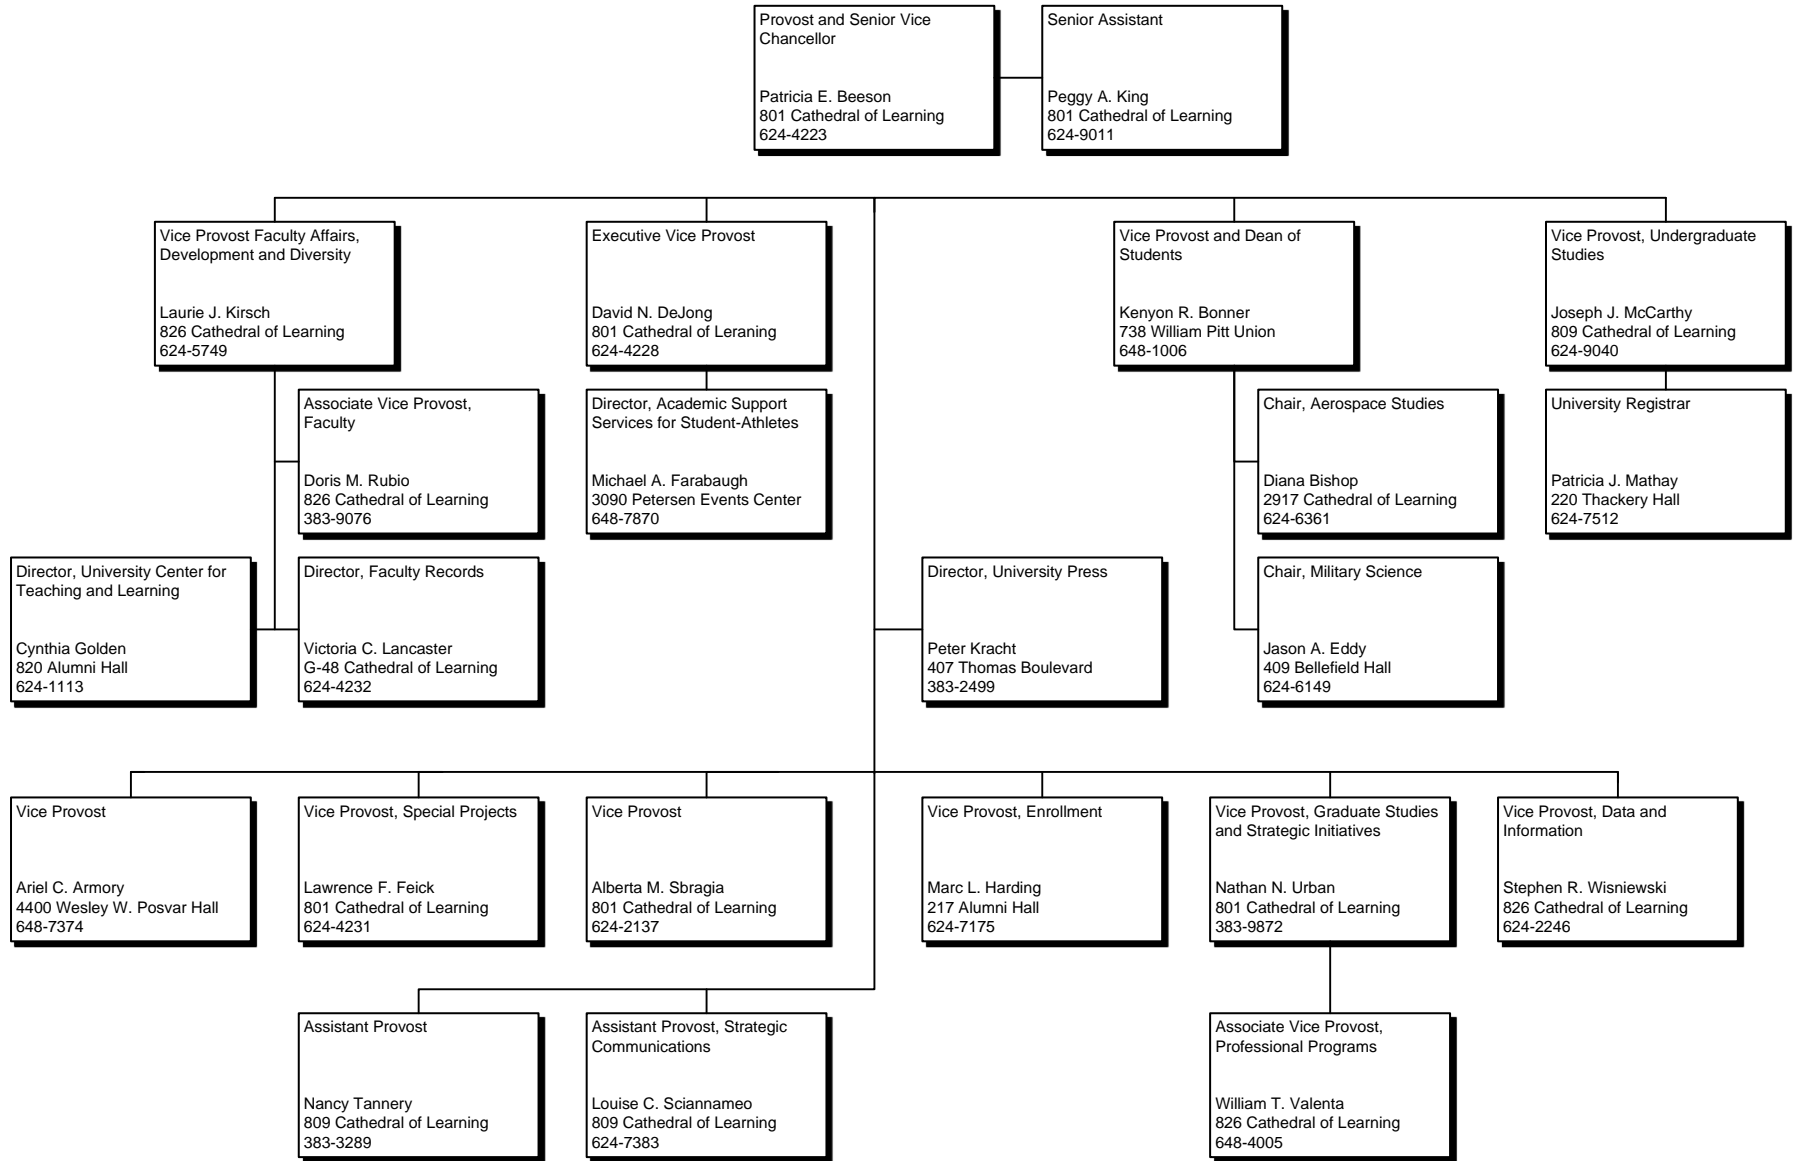 Provost and Senior Vice
Chancellor
Patricia E. Beeson
801 Cathedral of Learning
624-4223
Senior Assistant
Peggy A. King
801 Cathedral of Learning
624-9011
Vice Provost Faculty Affairs,
Development and Diversity
Laurie J. Kirsch
826 Cathedral of Learning
624-5749
Executive Vice Provost
David N. DeJong
801 Cathedral of Leraning
624-4228
Vice Provost and Dean of
Students
Kenyon R. Bonner
738 William Pitt Union
648-1006
Vice Provost, Undergraduate
Studies
Joseph J. McCarthy
809 Cathedral of Learning
624-9040
Associate Vice Provost,
Faculty
Doris M. Rubio
826 Cathedral of Learning
383-9076
Director, Academic Support
Services for Student-Athletes
Michael A. Farabaugh
3090 Petersen Events Center
648-7870
Chair, Aerospace Studies
Diana Bishop
2917 Cathedral of Learning
624-6361
University Registrar
Patricia J. Mathay
220 Thackery Hall
624-7512
Director, University Center for
Teaching and Learning
Cynthia Golden
820 Alumni Hall
624-1113
Director, Faculty Records
Victoria C. Lancaster
G-48 Cathedral of Learning
624-4232
Director, University Press
Peter Kracht
407 Thomas Boulevard
383-2499
Chair, Military Science
Jason A. Eddy
409 Bellefield Hall
624-6149
Vice Provost
Ariel C. Armory
4400 Wesley W. Posvar Hall
648-7374
Vice Provost, Special Projects
Lawrence F. Feick
801 Cathedral of Learning
624-4231
Vice Provost
Alberta M. Sbragia
801 Cathedral of Learning
624-2137
Vice Provost, Enrollment
Marc L. Harding
217 Alumni Hall
624-7175
Vice Provost, Graduate Studies
and Strategic Initiatives
Nathan N. Urban
801 Cathedral of Learning
383-9872
Vice Provost, Data and
Information
Stephen R. Wisniewski
826 Cathedral of Learning
624-2246
Assistant Provost
Nancy Tannery
809 Cathedral of Learning
383-3289
Assistant Provost, Strategic
Communications
Louise C. Sciannameo
809 Cathedral of Learning
624-7383
Associate Vice Provost,
Professional Programs
William T. Valenta
826 Cathedral of Learning
648-4005